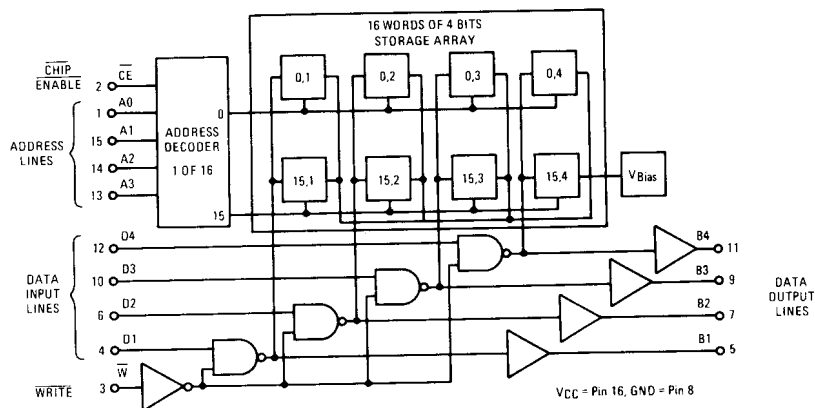 16 WORDS OF 4 BITS
STORAGE ARRAY
CHIP
ENABLE
2 CE
ADDRESS
LINES
1 A0
15 A1
14 A2
13 A3
ADDRESS
DECODER
1 OF 16
0
15
0,1 0,2 0,3 0,4
15,1 15,2 15,3 15,4
VBias
DATA
INPUT
LINES
12 D4
10 D3
6 D2
4 D1
WRITE 3 W
B4 11
B3 9
B2 7
B1 5
DATA
OUTPUT
LINES
VCC = Pin 16, GND = Pin 8